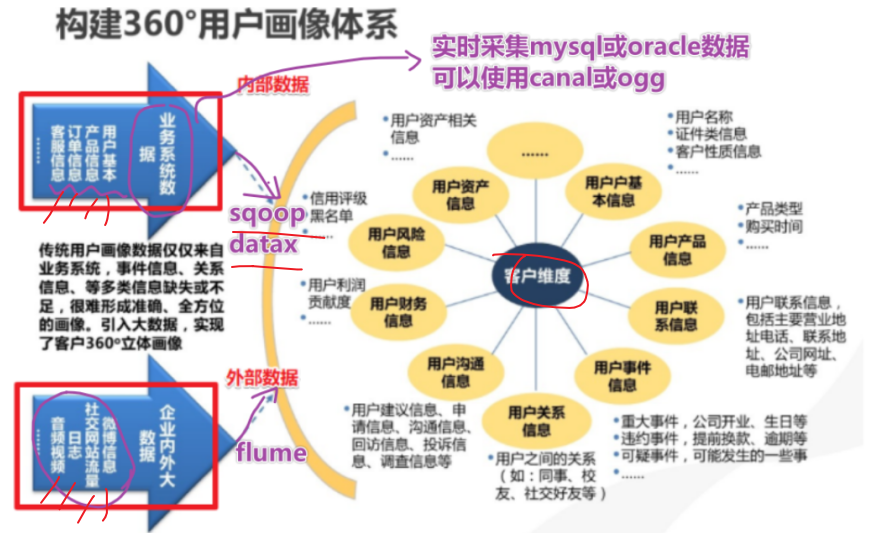 构建360°用户画像体系
实时采集mysql或oracle数据
可以使用canal或ogg
内部数据
业务系统数
据
用户基本
产品信息
订单信息
客服信息
……
sqoop
datax
传统用户画像数据仅仅来自
业务系统，事件信息、关系
信息、等多类信息缺失或不
足，很难形成准确、全方位
的画像。引入大数据，实现
了客户360°立体画像
外部数据
企业内外大
数据
微博信息
社交网站流量
日志
音频视频
……
flume
客户维度
……
用户户基
本信息
•用户名称
•证件类信息
•客户性质信息
•……
用户产品
信息
•产品类型
•购买时间
•……
用户联
系信息
•用户联系信息，
包括主要营业地
址电话、联系地
址、公司网址、
电邮地址等
用户事件
信息
•重大事件，公司开业、生日等
•违约事件，提前换款、逾期等
•可疑事件，可能发生的一些事
•……
用户关系
信息
•用户之间的关系
（如：同事、校
友、社交好友等）
用户沟通
信息
•用户建议信息、申
请信息、沟通信息、
回访信息、投诉信
息、调查信息等
用户财务
信息
•用户利润
贡献度
•……
用户风险
信息
•信用评级
•黑名单
•……
用户资产
信息
•用户资产相关
信息
•……